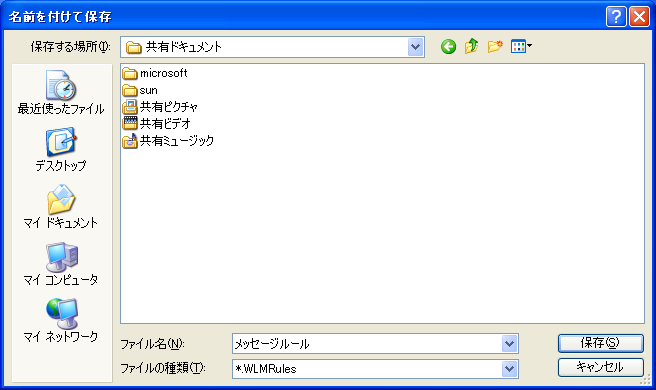 名前を付けて保存
保存する場所(I):
共有ドキュメント
最近使ったファイル
デスクトップ
マイ ドキュメント
マイ コンピュータ
マイ ネットワーク
microsoft
sun
共有ピクチャ
共有ビデオ
共有ミュージック
ファイル名(N):
メッセージルール
保存(S)
ファイルの種類(T):
*.WLMRules
キャンセル